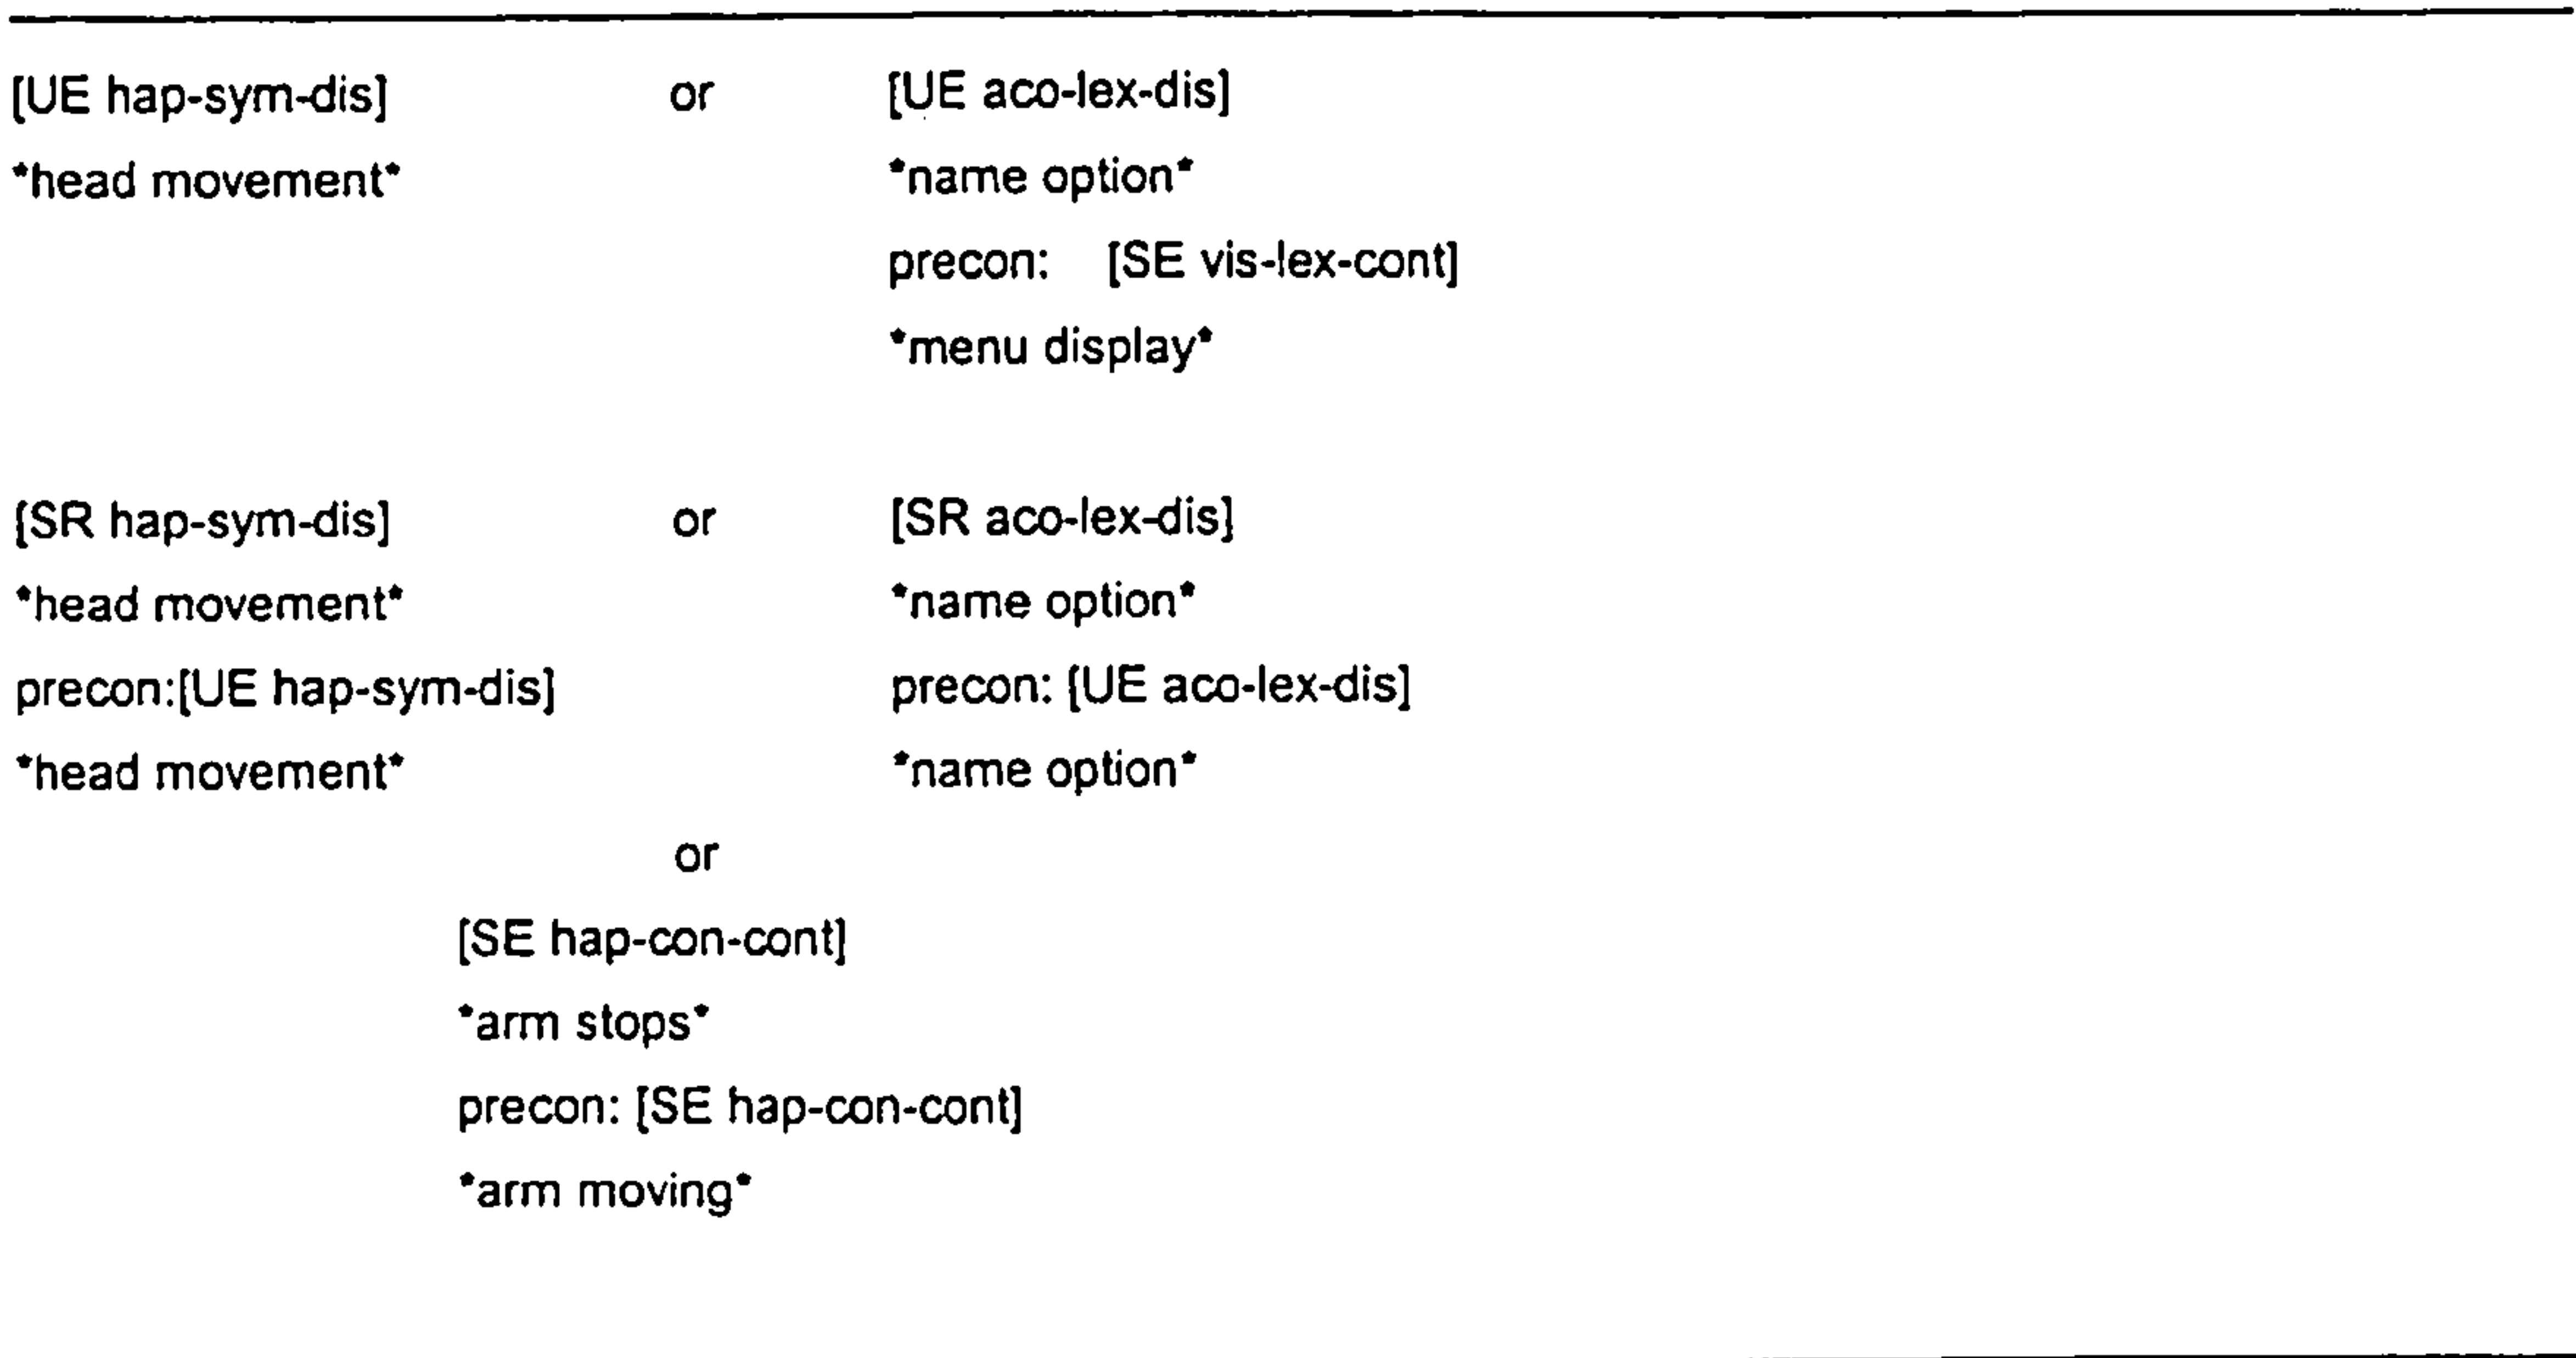 [UE hap-sym-dis] or [UE aco-lex-dis]
*head movement* *name option*
precon: [SE vis-lex-cont]
*menu display*
[SR hap-sym-dis] or [SR aco-lex-dis]
*head movement* *name option*
precon:[UE hap-sym-dis] precon: [UE aco-lex-dis]
*head movement* *name option*
or
[SE hap-con-cont]
*arm stops*
precon: [SE hap-con-cont]
*arm moving*